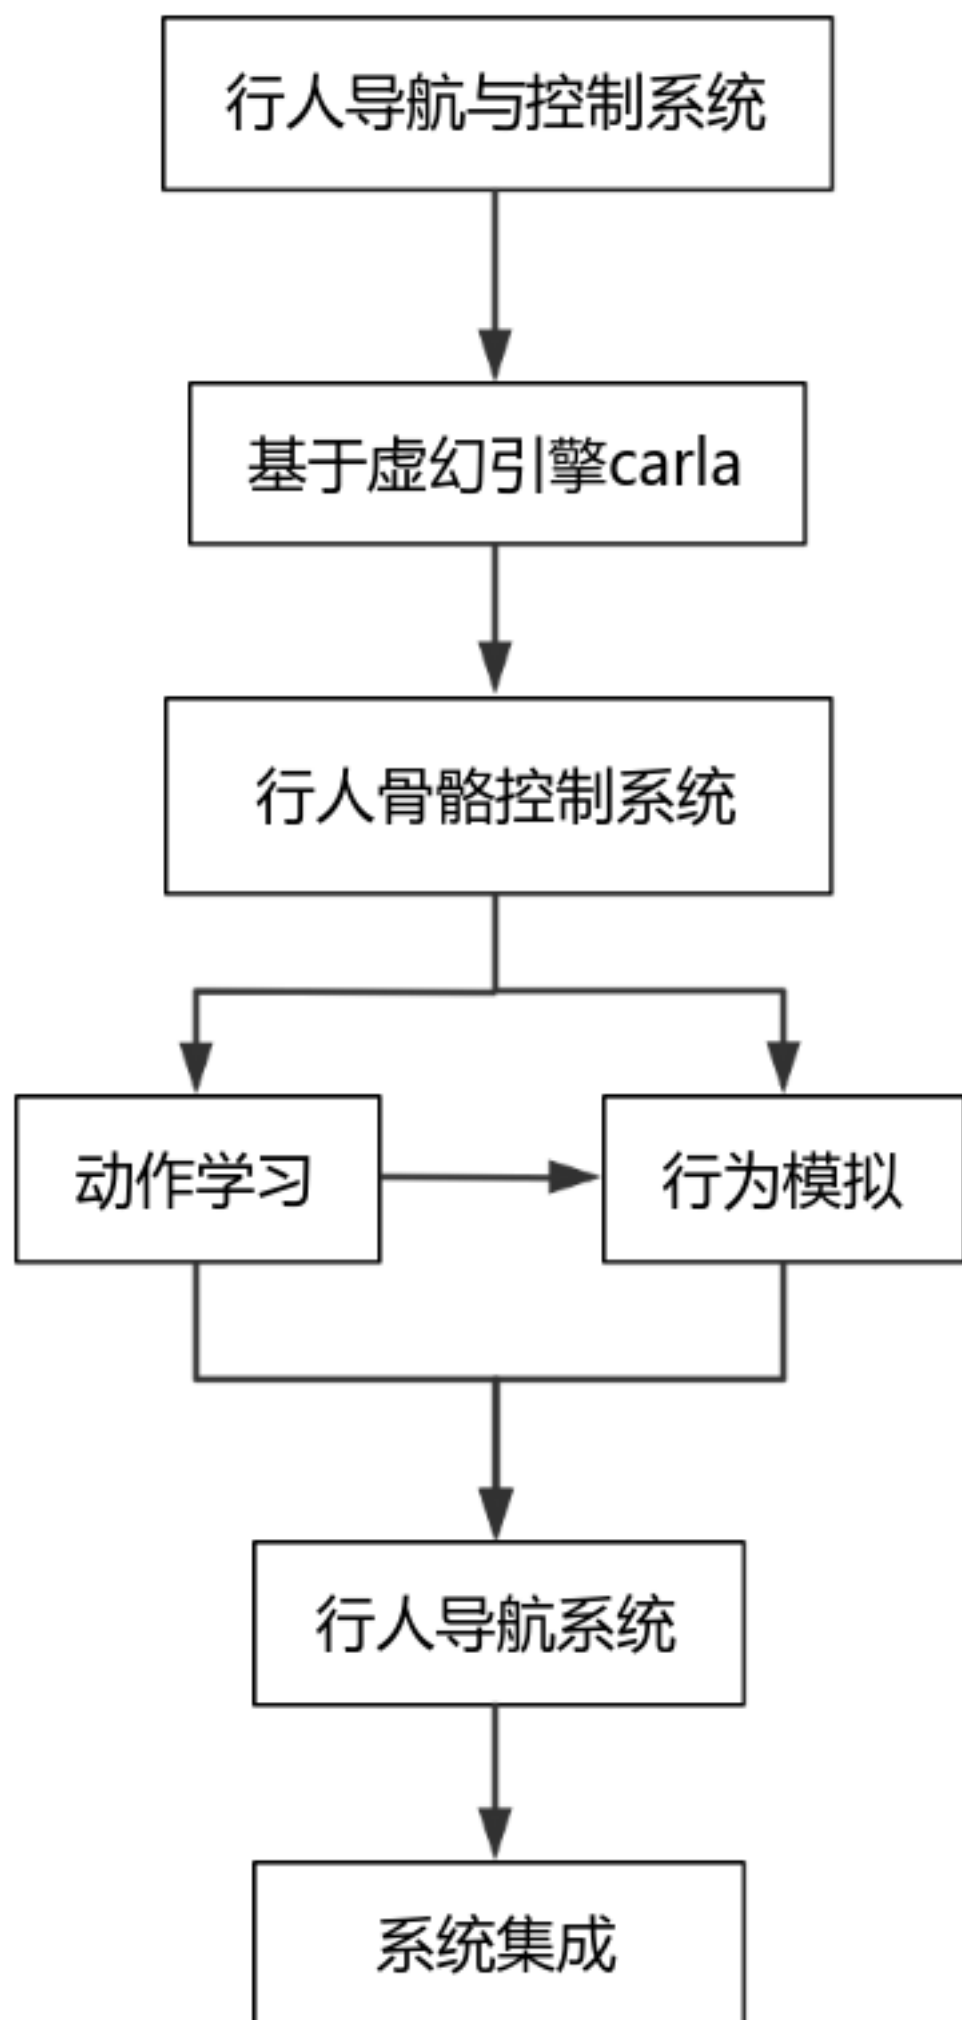 行人导航与控制系统
基于虚幻引擎carla
行人骨骼控制系统
动作学习
行为模拟
行人导航系统
系统集成